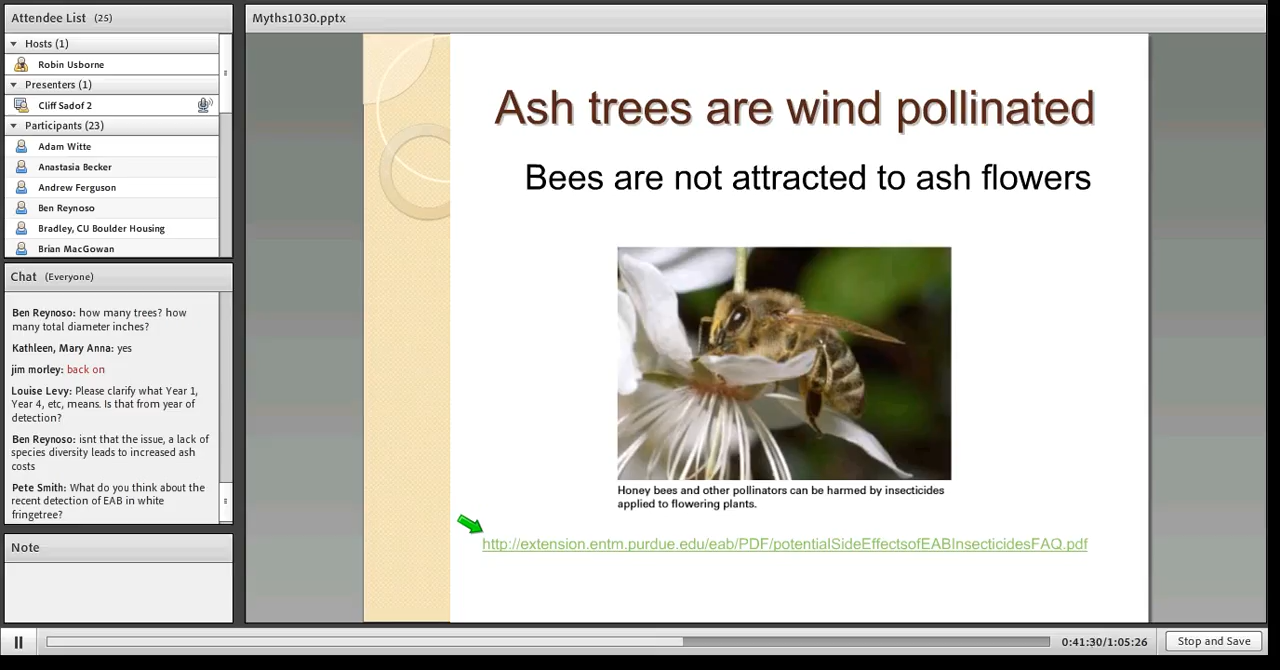 Attendee List (25)
Hosts (1)
Robin Usborne
Presenters (1)
Cliff Sadof 2
Participants (23)
Adam Witte
Anastasia Becker
Andrew Ferguson
Ben Reynoso
Bradley, CU Boulder Housing
Brian MacGowan
Chat (Everyone)
Ben Reynoso: how many trees? how
many total diameter inches?
Kathleen, Mary Anna: yes
jim morley: back on
Louise Levy: Please clarify what Year 1,
Year 4, etc, means. Is that from year of
detection?
Ben Reynoso: isnt that the issue, a lack of
species diversity leads to increased ash
costs
Pete Smith: What do you think about the
recent detection of EAB in white
fringetree?
Note
Myths1030.pptx
Ash trees are wind pollinated
Bees are not attracted to ash flowers
Honey bees and other pollinators can be harmed by insecticides
applied to flowering plants.
http://extension.entm.purdue.edu/eab/PDF/potentialSideEffectsofEABInsecticidesFAQ.pdf
0:41:30/1:05:26
Stop and Save